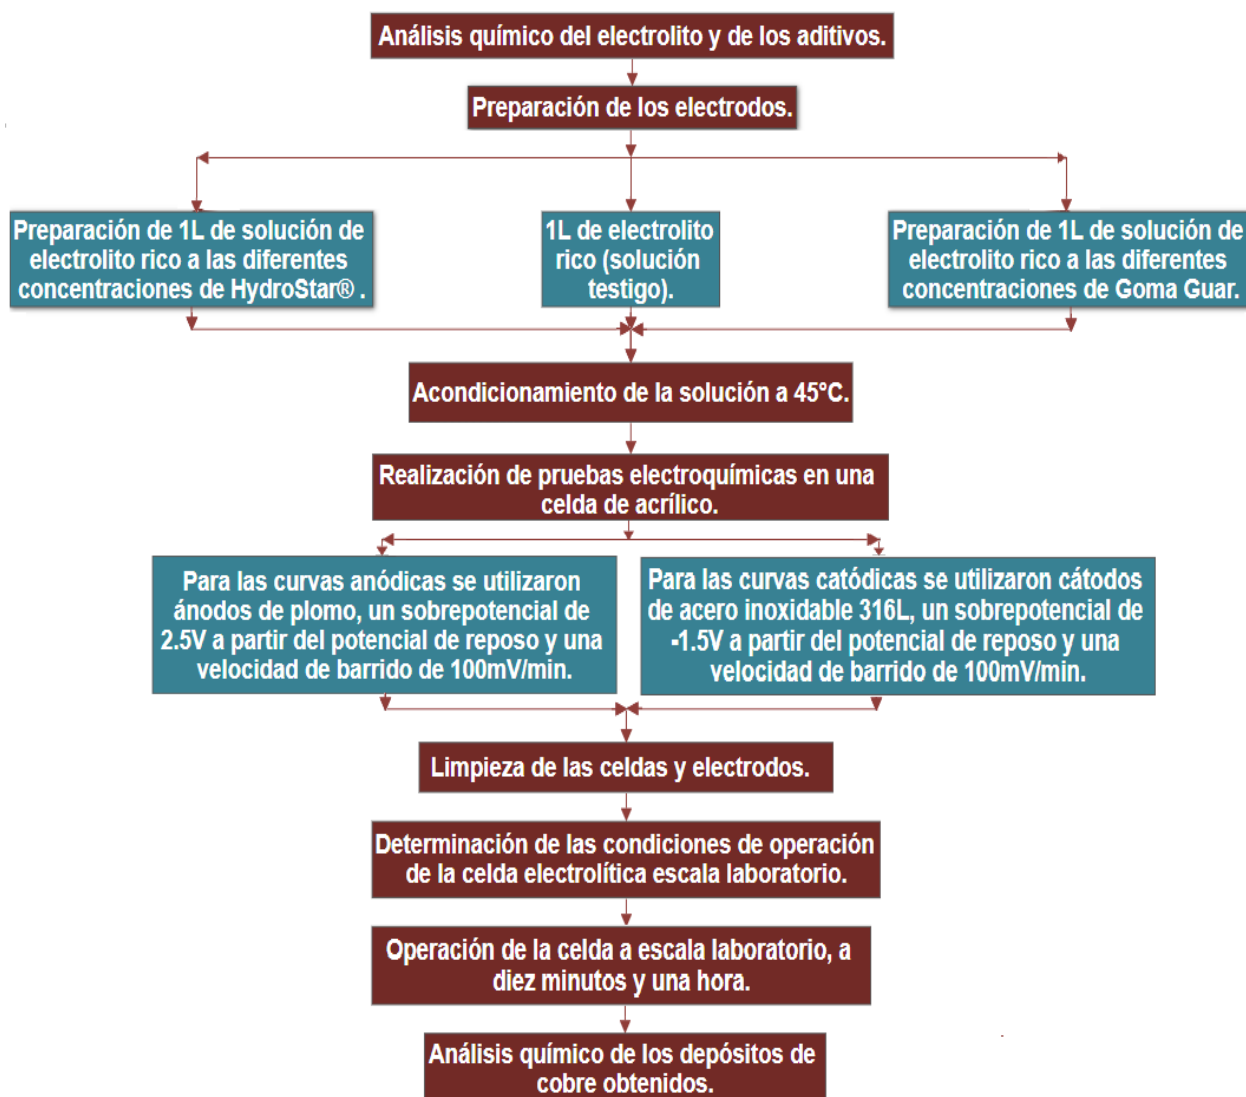 Análisis químico del electrolito y de los aditivos.
Preparación de los electrodos.
Preparación de 1L de solución de
electrolito rico a las diferentes
concentraciones de HydroStar® .
1L de electrolito
rico (solución
testigo).
Preparación de 1L de solución de
electrolito rico a las diferentes
concentraciones de Goma Guar.
Acondicionamiento de la solución a 45°C.
Realización de pruebas electroquímicas en una
celda de acrílico.
Para las curvas anódicas se utilizaron
ánodos de plomo, un sobrepotencial de
2.5V a partir del potencial de reposo y una
velocidad de barrido de 100mV/min.
Para las curvas catódicas se utilizaron cátodos
de acero inoxidable 316L, un sobrepotencial de
-1.5V a partir del potencial de reposo y una
velocidad de barrido de 100mV/min.
Limpieza de las celdas y electrodos.
Determinación de las condiciones de operación
de la celda electrolítica escala laboratorio.
Operación de la celda a escala laboratorio, a
diez minutos y una hora.
Análisis químico de los depósitos de
cobre obtenidos.